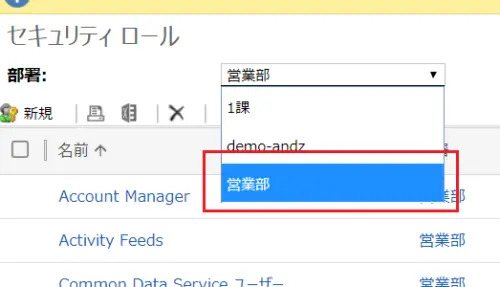 セキュリティ ロール
部署:
営業部
1課
demo-andz
営業部
新規
名前 ↑
Account Manager
営業部
Activity Feeds
営業部
Common Data Service ユーザー
営業部